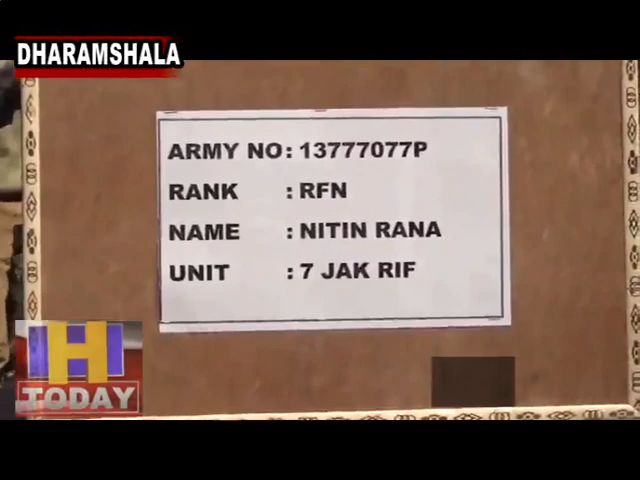 DHARAMSHALA
ARMY NO: 13777077P
RANK : RFN
NAME : NITIN RANA
UNIT : 7 JAK RIF
H
TODAY